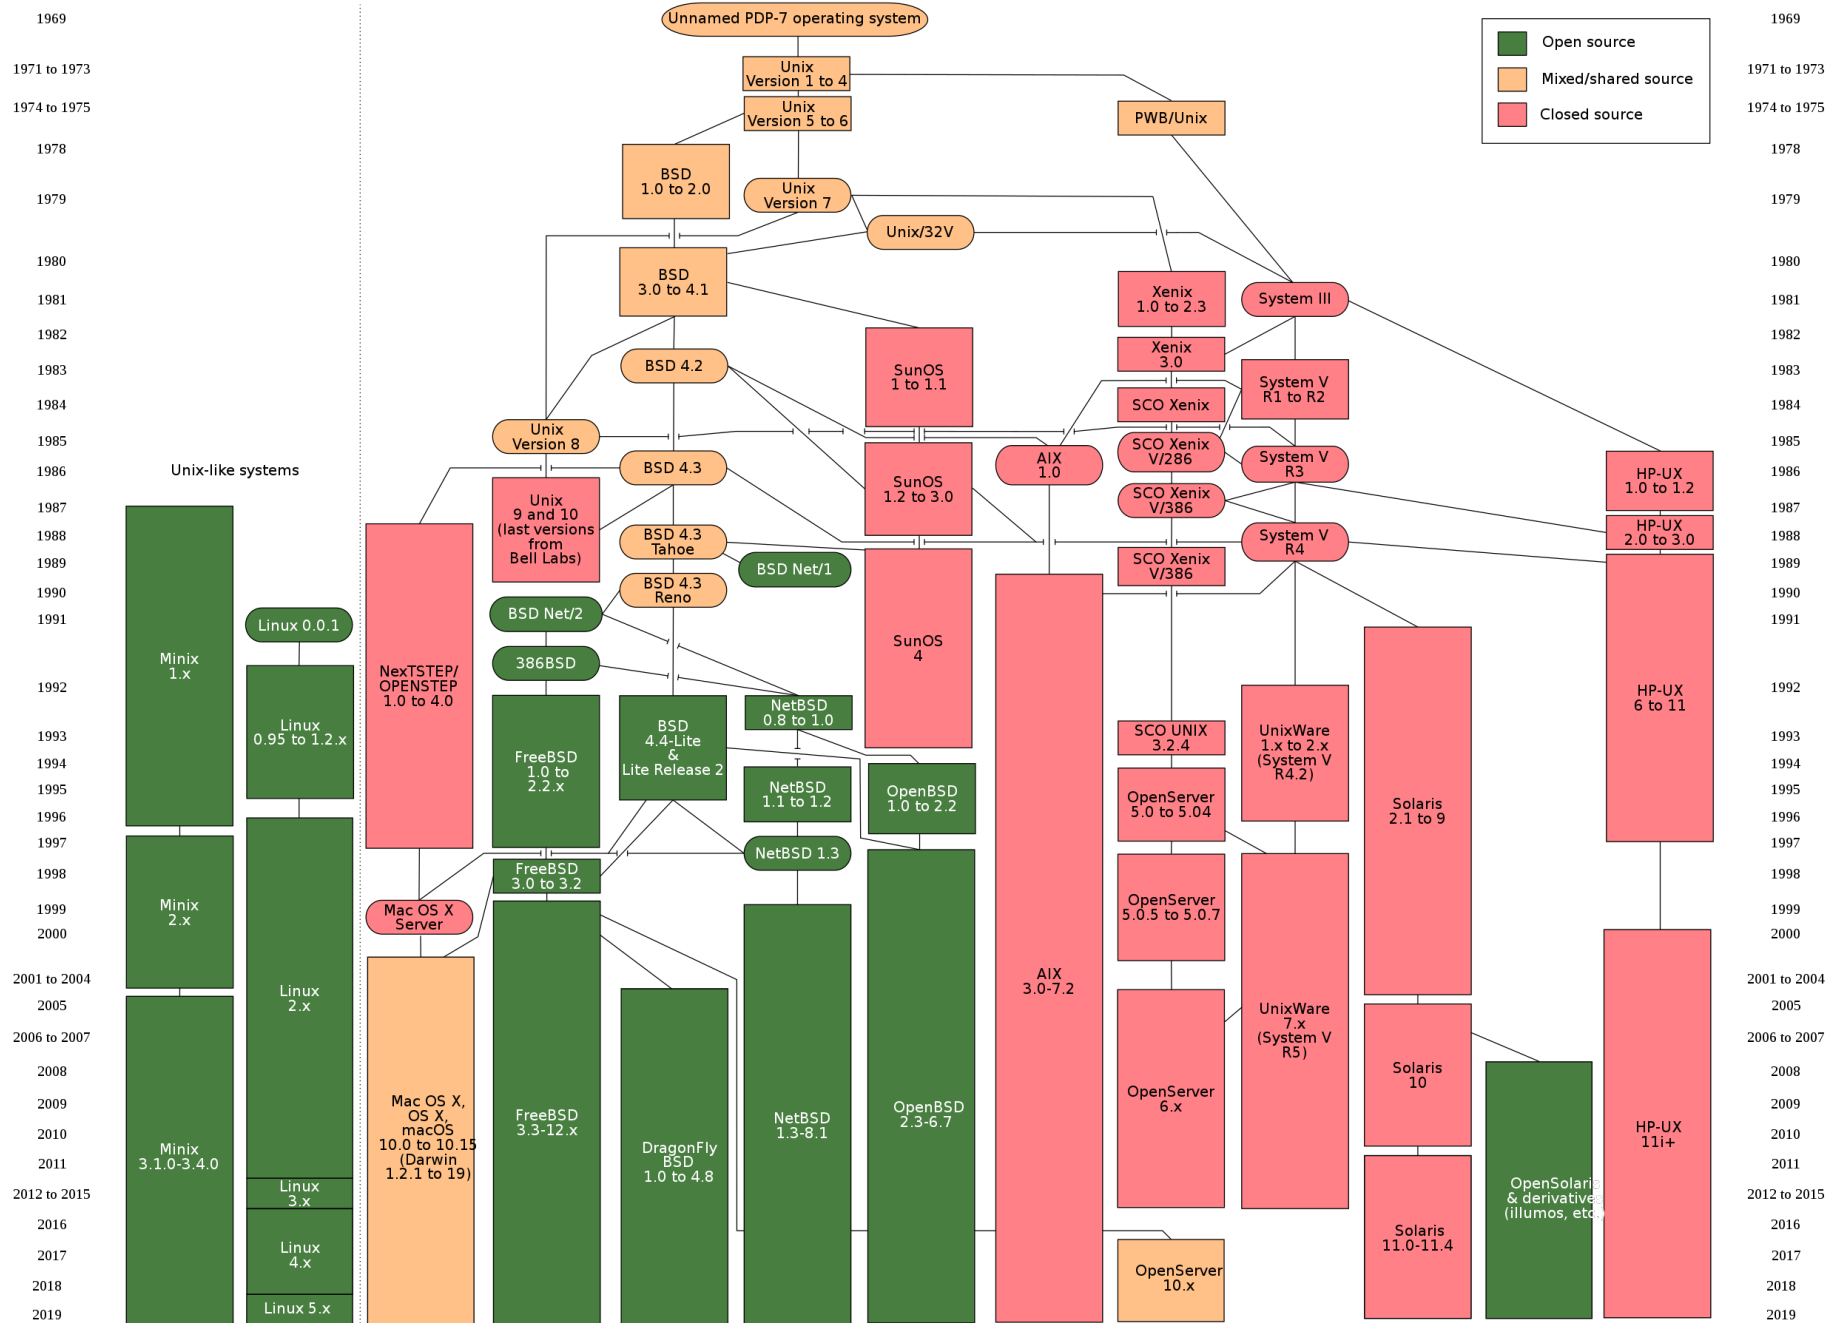 1969
1971 to 1973
1974 to 1975
1978
1979
1980
1981
1982
1983
1984
1985
1986
1987
1988
1989
1990
1991
1992
1993
1994
1995
1996
1997
1998
1999
2000
2001 to 2004
2005
2006 to 2007
2008
2009
2010
2011
2012 to 2015
2016
2017
2018
2019
Unix-like systems
Minix
1.x
Minix
2.x
Minix
3.1.0-3.4.0
Linux 0.0.1
Linux
0.95 to 1.2.x
Linux
2.x
Linux
3.x
Linux
4.x
Linux 5.x
Unnamed PDP-7 operating system
Unix
Version 1 to 4
Unix
Version 5 to 6
PWB/Unix
BSD
1.0 to 2.0
Unix
Version 7
Unix/32V
BSD
3.0 to 4.1
Xenix
1.0 to 2.3
System III
Xenix
3.0
BSD 4.2
SunOS
1 to 1.1
System V
R1 to R2
SCO Xenix
Unix
Version 8
SCO Xenix
V/286
AIX
1.0
System V
R3
BSD 4.3
SunOS
1.2 to 3.0
HP-UX
1.0 to 1.2
Unix
9 and 10
(last versions
from
Bell Labs)
SCO Xenix
V/386
HP-UX
2.0 to 3.0
BSD 4.3
Tahoe
System V
R4
BSD Net/1
SCO Xenix
V/386
BSD 4.3
Reno
BSD Net/2
386BSD
SunOS
4
NexTSTEP/
OPENSTEP
1.0 to 4.0
HP-UX
6 to 11
NetBSD
0.8 to 1.0
BSD
4.4-Lite
&
Lite Release 2
SCO UNIX
3.2.4
UnixWare
1.x to 2.x
(System V
R4.2)
FreeBSD
1.0 to
2.2.x
NetBSD
1.1 to 1.2
OpenBSD
1.0 to 2.2
OpenServer
5.0 to 5.04
Solaris
2.1 to 9
NetBSD 1.3
FreeBSD
3.0 to 3.2
Mac OS X
Server
OpenServer
5.0.5 to 5.0.7
AIX
3.0-7.2
UnixWare
7.x
(System V
R5)
Solaris
10
OpenServer
6.x
Mac OS X,
OS X,
macOS
10.0 to 10.15
(Darwin
1.2.1 to 19)
FreeBSD
3.3-12.x
DragonFly
BSD
1.0 to 4.8
NetBSD
1.3-8.1
OpenBSD
2.3-6.7
HP-UX
11i+
OpenSolaris
& derivatives
(illumos, etc.)
Solaris
11.0-11.4
OpenServer
10.x
Open source
Mixed/shared source
Closed source
1969
1971 to 1973
1974 to 1975
1978
1979
1980
1981
1982
1983
1984
1985
1986
1987
1988
1989
1990
1991
1992
1993
1994
1995
1996
1997
1998
1999
2000
2001 to 2004
2005
2006 to 2007
2008
2009
2010
2011
2012 to 2015
2016
2017
2018
2019